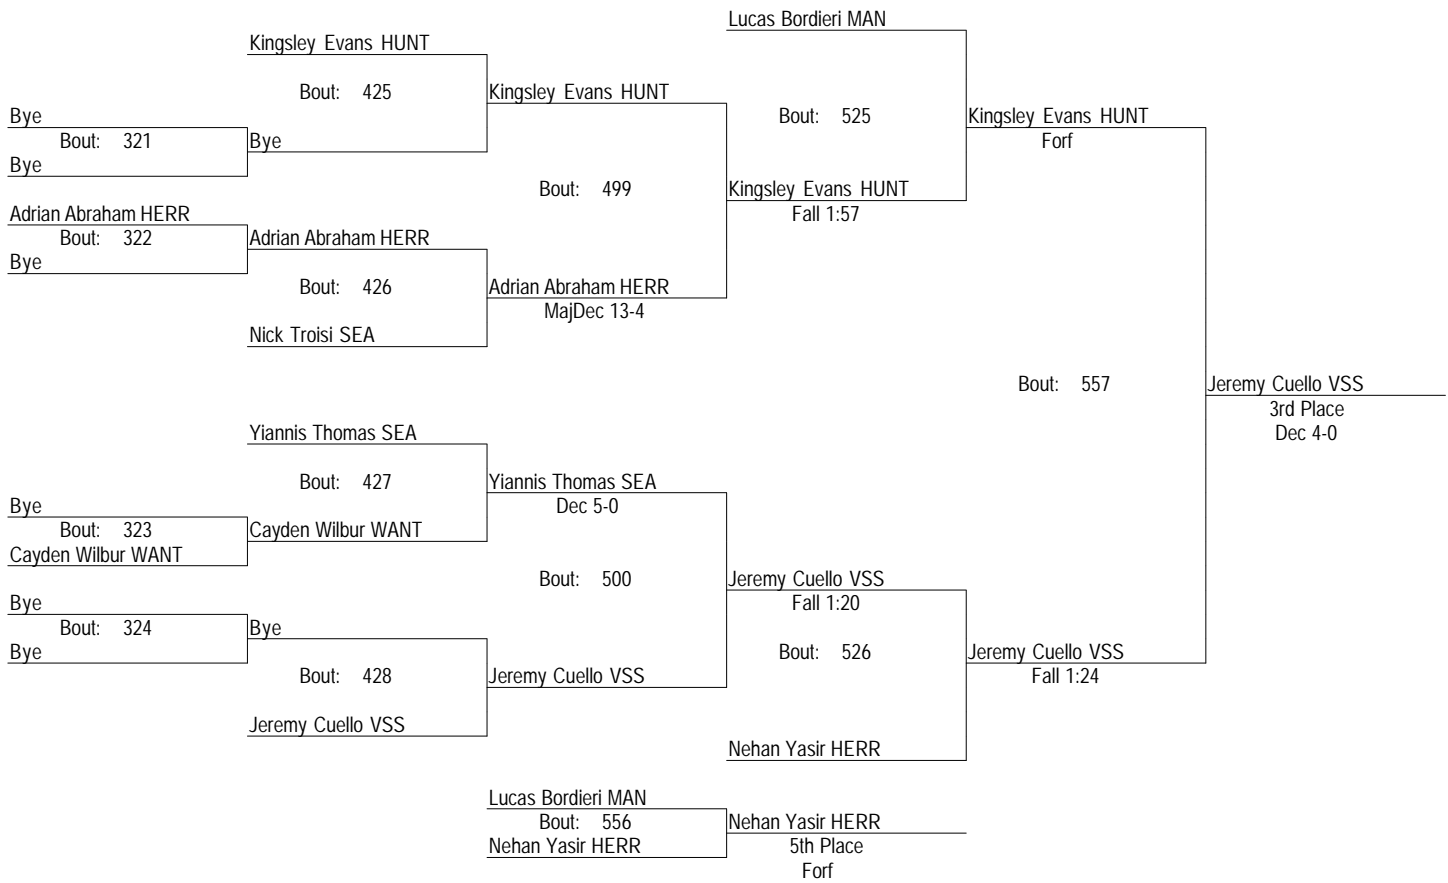 Lucas Bordieri MAN
Kingsley Evans HUNT
Bout: 425
Kingsley Evans HUNT
Bye
Bout: 525
Kingsley Evans HUNT
Bout: 321
Bye
Forf
Bye
Bout: 499
Kingsley Evans HUNT
Adrian Abraham HERR
Fall 1:57
Bout: 322
Adrian Abraham HERR
Bye
Bout: 426
Adrian Abraham HERR
MajDec 13-4
Nick Troisi SEA
Bout: 557
Jeremy Cuello VSS
3rd Place
Yiannis Thomas SEA
Dec 4-0
Bout: 427
Yiannis Thomas SEA
Bye
Dec 5-0
Bout: 323
Cayden Wilbur WANT
Cayden Wilbur WANT
Bout: 500
Jeremy Cuello VSS
Bye
Fall 1:20
Bout: 324
Bye
Bye
Bout: 526
Jeremy Cuello VSS
Bout: 428
Jeremy Cuello VSS
Fall 1:24
Jeremy Cuello VSS
Nehan Yasir HERR
Lucas Bordieri MAN
Bout: 556
Nehan Yasir HERR
Nehan Yasir HERR
5th Place
Forf